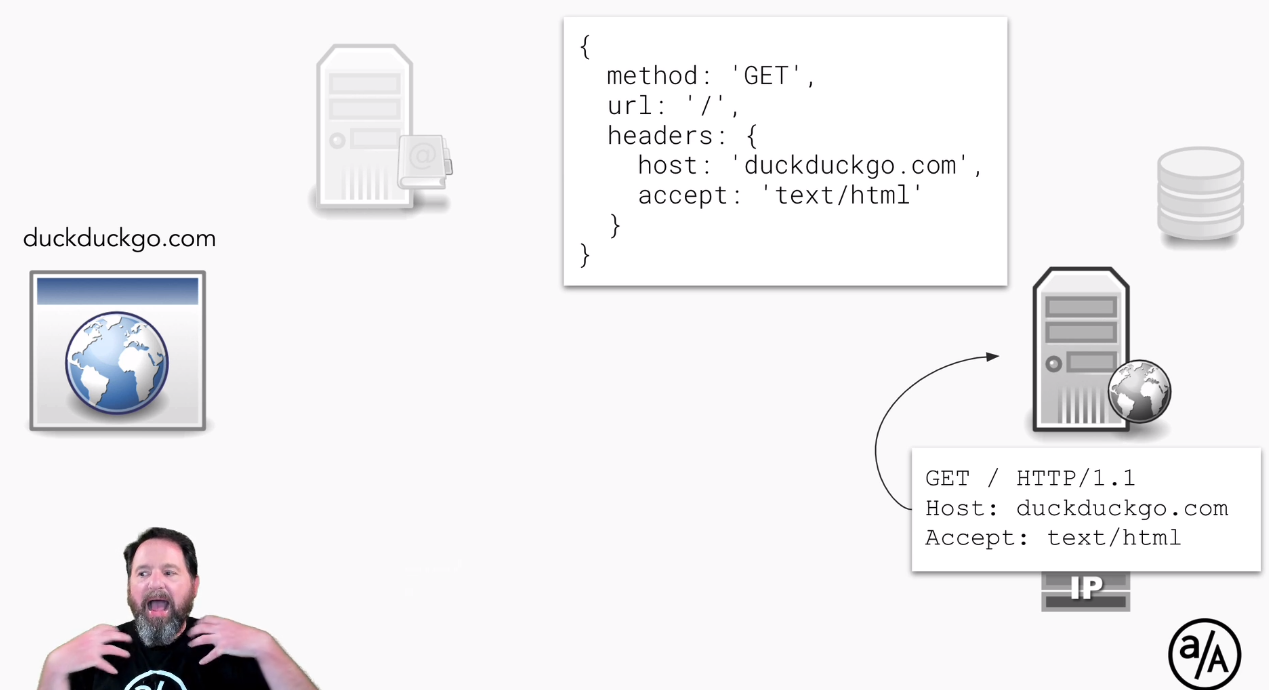 {
method: 'GET',
url: '/',
headers: {
host: 'duckduckgo.com',
accept: 'text/html'
}
}
duckduckgo.com
@
GET / HTTP/1.1
Host: duckduckgo.com
Accept: text/html
IP
a/A
a/